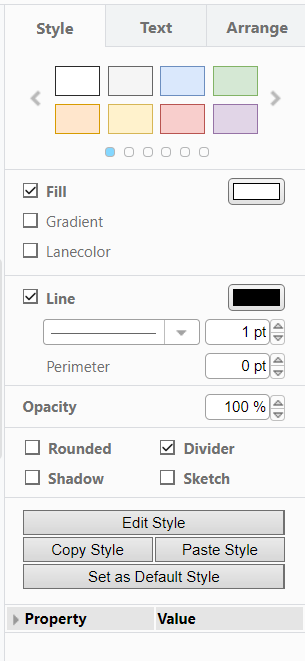 Style Text Arrange
Fill
Gradient
Lanecolor
Line
1 pt
Perimeter 0 pt
Opacity 100 %
Rounded Divider
Shadow Sketch
Edit Style
Copy Style Paste Style
Set as Default Style
Property Value